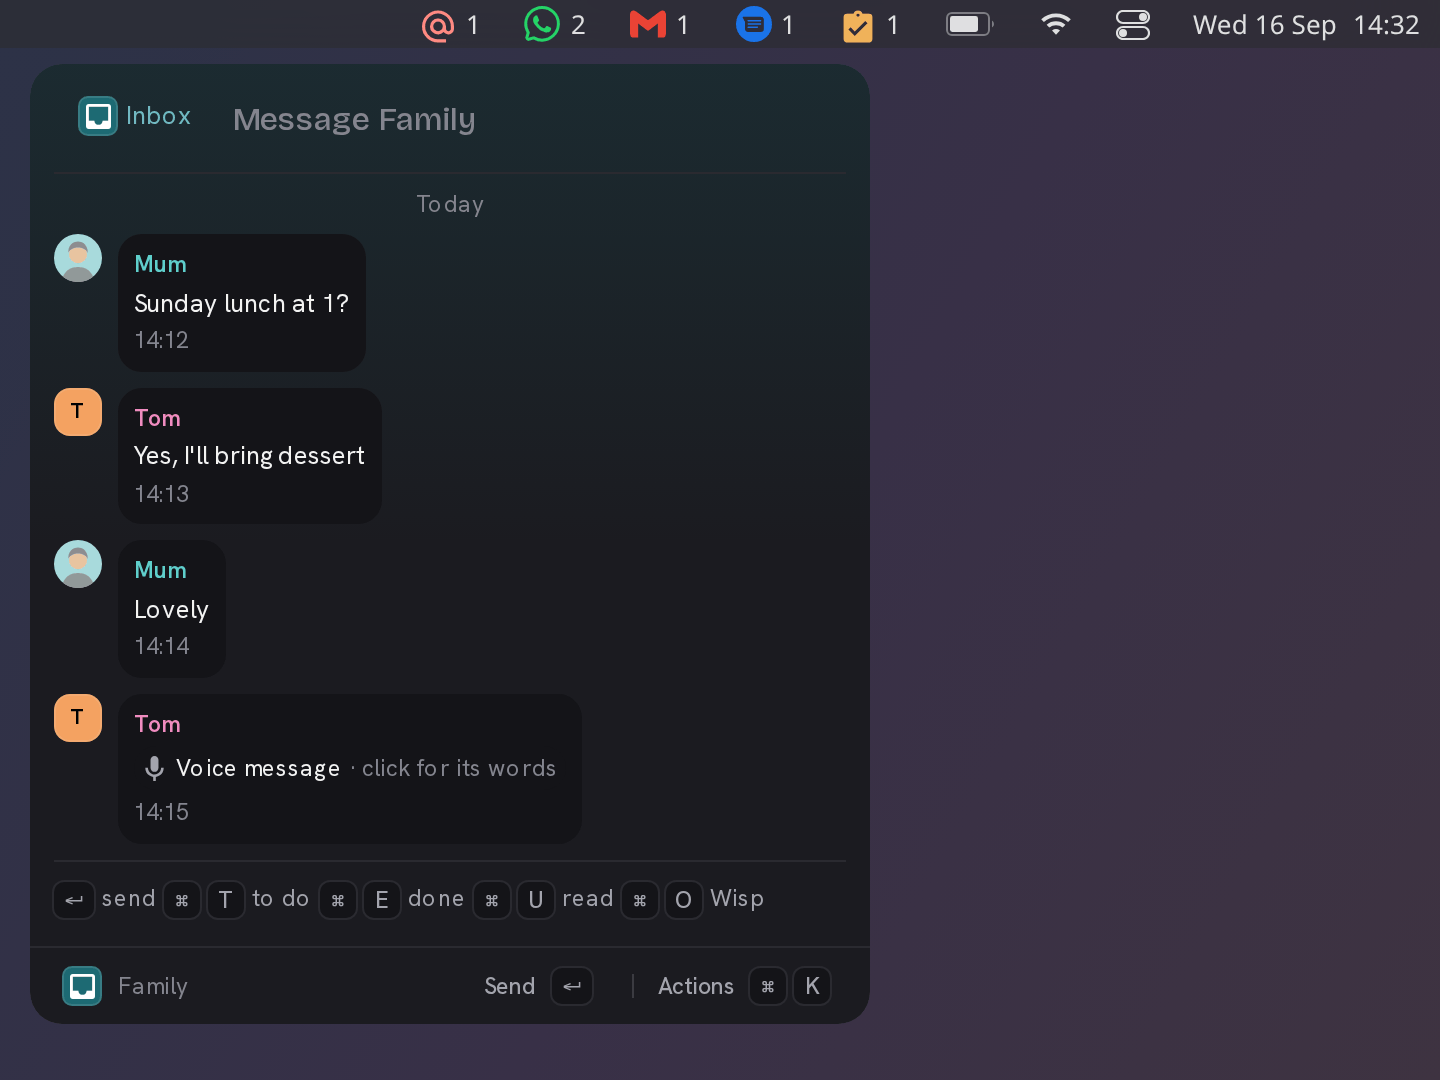 1 2 1 1 1 Wed 16 Sep 14:32
Inbox Message Family
Today
Mum
Sunday lunch at 1?
14:12
T
Tom
Yes, I'll bring dessert
14:13
Mum
Lovely
14:14
T
Tom
Voice message · click for its words
14:15
↵ send ⌘ T to do ⌘ E done ⌘ U read ⌘ O Wisp
Family Send ↵ Actions ⌘ K